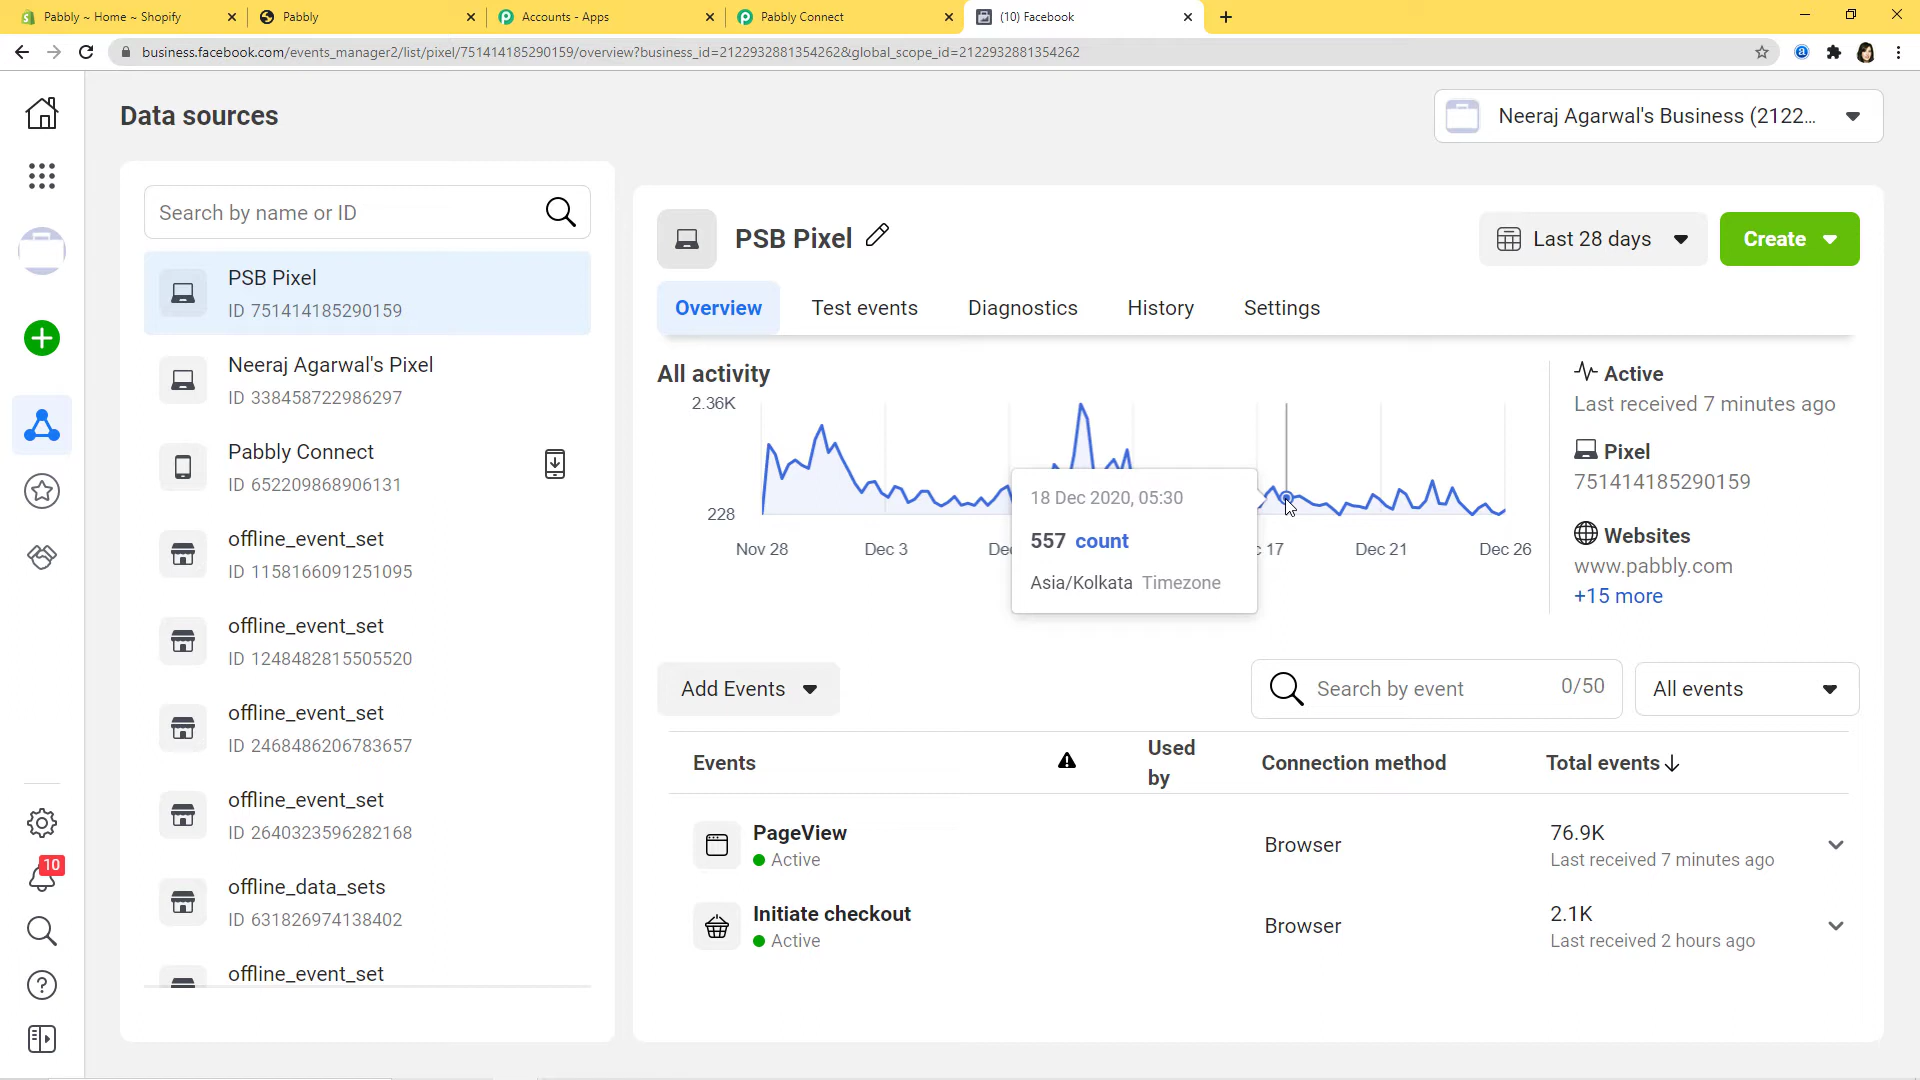 Pabbly ~ Home ~ Shopify
Pabbly
Accounts - Apps
Pabbly Connect
(10) Facebook
business.facebook.com/events_manager2/list/pixel/751414185290159/overview?business_id=2122932881354262&global_scope_id=2122932881354262
Data sources
Neeraj Agarwal's Business (2122...
Search by name or ID
PSB Pixel
ID 751414185290159
Neeraj Agarwal's Pixel
ID 338458722986297
Pabbly Connect
ID 652209868906131
offline_event_set
ID 1158166091251095
offline_event_set
ID 1248482815505520
offline_event_set
ID 2468486206783657
offline_event_set
ID 2640323596282168
offline_data_sets
ID 631826974138402
offline_event_set
10
PSB Pixel
Last 28 days
Create
Overview
Test events
Diagnostics
History
Settings
All activity
2.36K
228
Nov 28
Dec 3
De
17
Dec 21
Dec 26
18 Dec 2020, 05:30
557 count
Asia/Kolkata Timezone
Active
Last received 7 minutes ago
Pixel
751414185290159
Websites
www.pabbly.com
+15 more
Add Events
Search by event
0/50
All events
Events
Used by
Connection method
Total events
PageView
Active
Browser
76.9K
Last received 7 minutes ago
Initiate checkout
Active
Browser
2.1K
Last received 2 hours ago